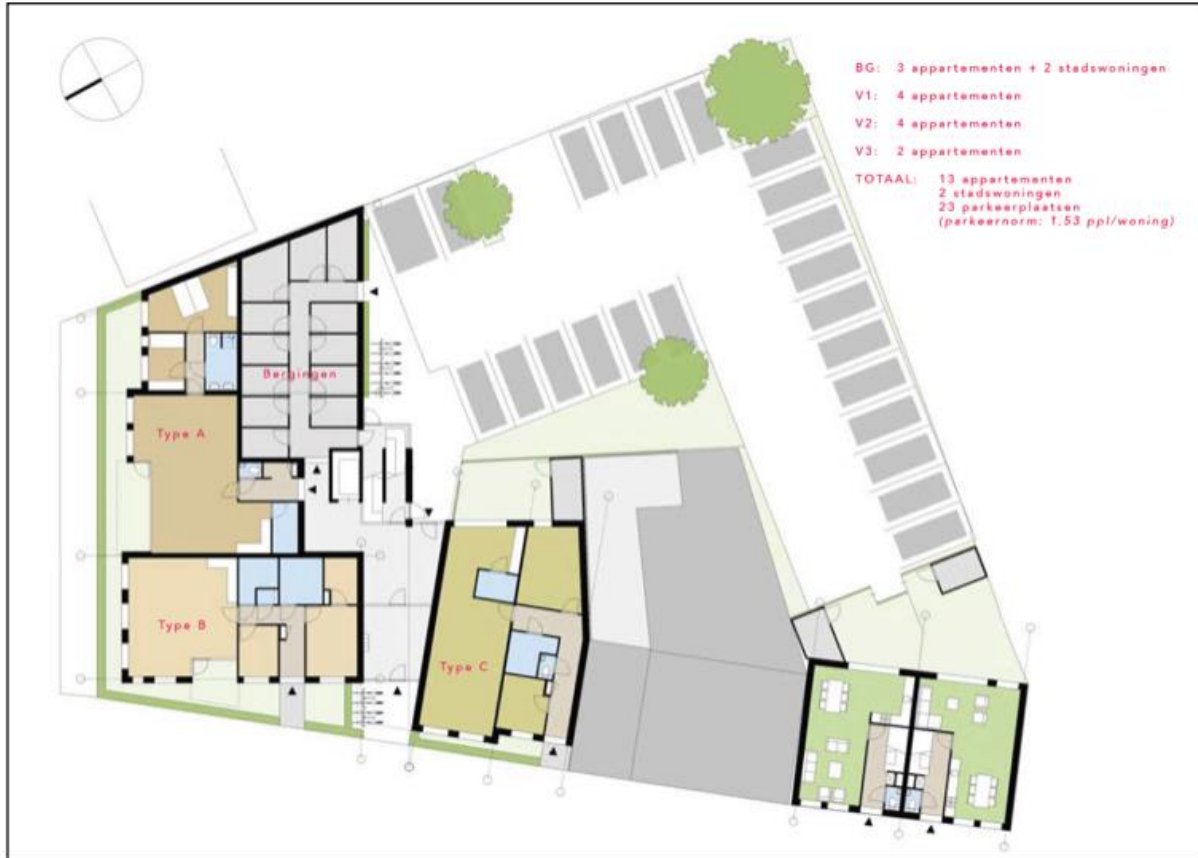 BG: 3 appartementen + 2 stadswoningen
V1: 4 appartementen
V2: 4 appartementen
V3: 2 appartementen
TOTAAL: 13 appartementen
2 stadswoningen
23 parkeerplaatsen
(parkeernorm: 1.53 ppl/woning)
Bergingen
Type A
Type B
Type C